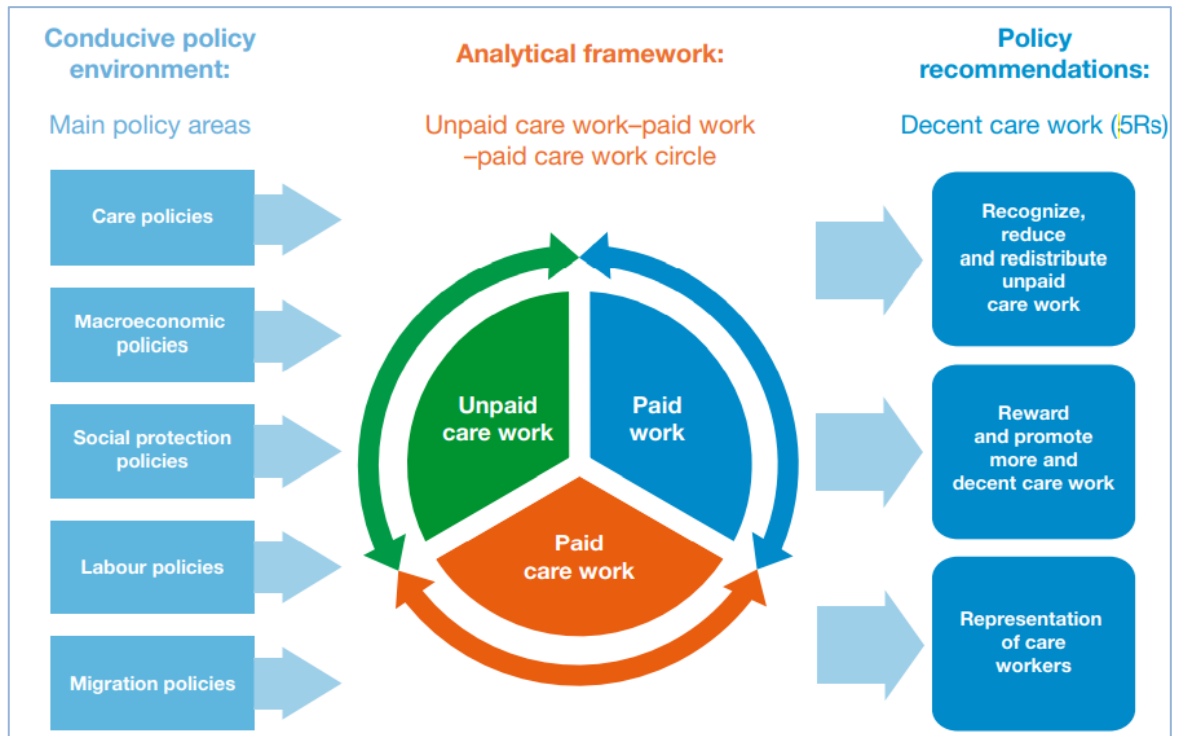 Conducive policy
environment:
Main policy areas
Care policies
Macroeconomic
policies
Social protection
policies
Labour policies
Migration policies
Analytical framework:
Unpaid care work–paid work
–paid care work circle
Unpaid
care work
Paid
work
Paid
care work
Policy
recommendations:
Decent care work (5Rs)
Recognize,
reduce
and redistribute
unpaid
care work
Reward
and promote
more and
decent care work
Representation
of care
workers